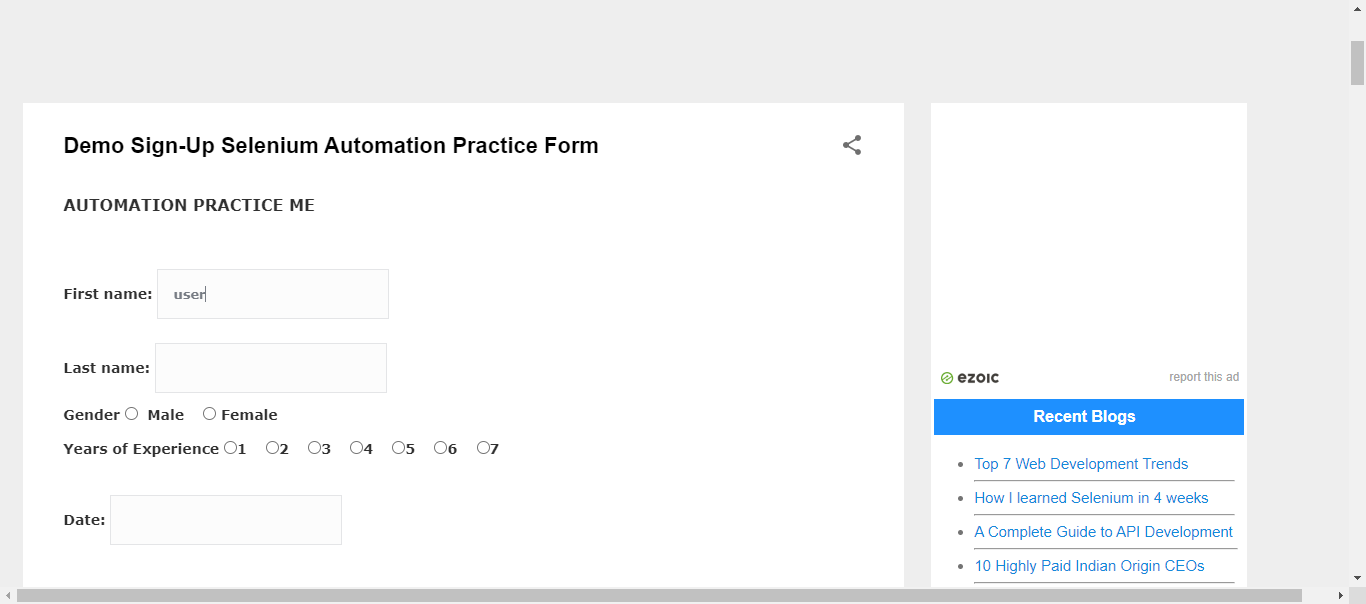 Demo Sign-Up Selenium Automation Practice Form
AUTOMATION PRACTICE ME
First name: user
Last name:
Gender Male Female
Years of Experience 1 2 3 4 5 6 7
Date:
ezoic
report this ad
Recent Blogs
Top 7 Web Development Trends
How I learned Selenium in 4 weeks
A Complete Guide to API Development
10 Highly Paid Indian Origin CEOs